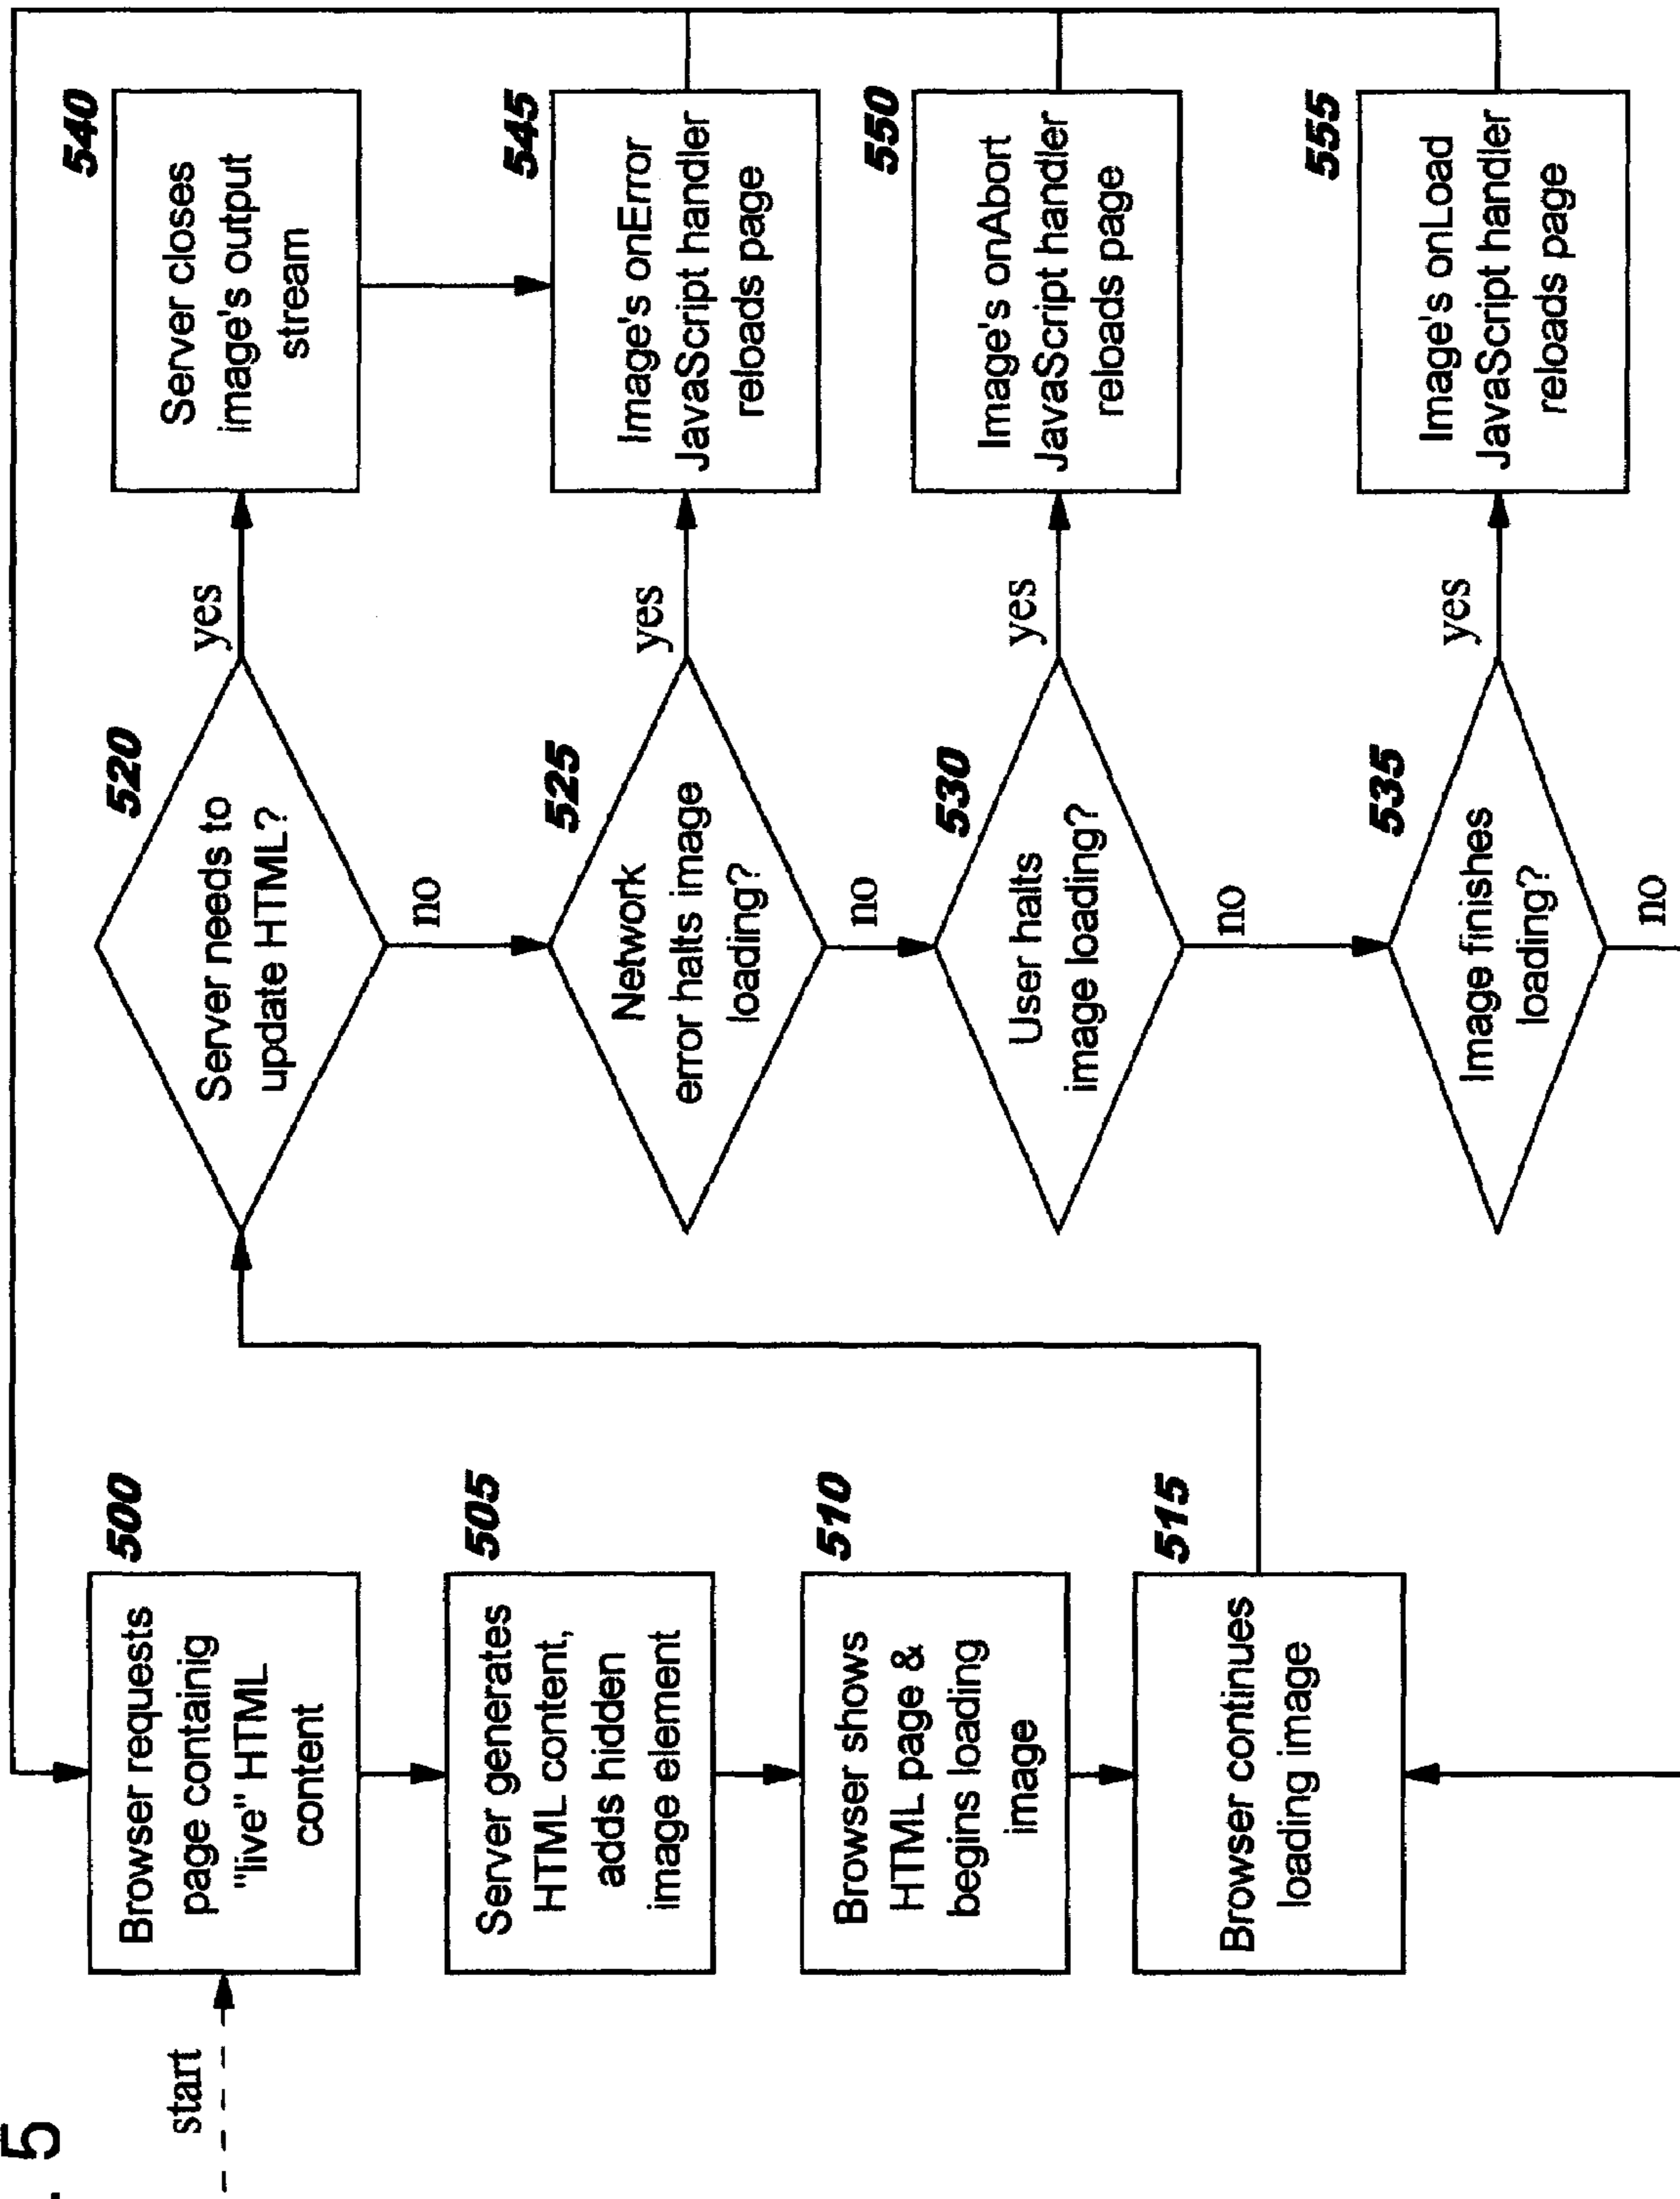 . 5
start
500
Browser requests
page containig
"live" HTML
content
505
Server generates
HTML content,
adds hidden
image element
510
Browser shows
HTML page &
begins loading
image
515
Browser continues
loading image
520
Server needs to
update HTML?
yes
no
525
Network
error halts image
loading?
yes
no
530
User halts
image loading?
yes
no
535
Image finishes
loading?
yes
no
540
Server closes
image's output
stream
545
Image's onError
JavaScript handler
reloads page
550
Image's onAbort
JavaScript handler
reloads page
555
Image's onLoad
JavaScript handler
reloads page